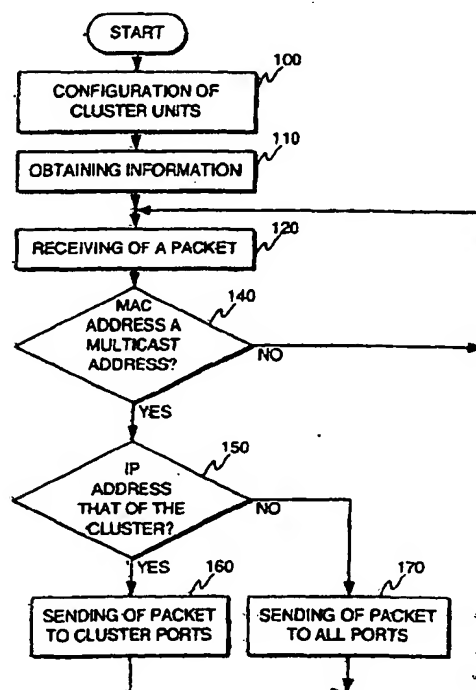 START
100
CONFIGURATION OF
CLUSTER UNITS
110
OBTAINING INFORMATION
120
RECEIVING OF A PACKET
140
MAC
ADDRESS A
MULTICAST
ADDRESS?
NO
YES
150
IP
ADDRESS
THAT OF THE
CLUSTER?
NO
YES
160
SENDING OF PACKET
TO CLUSTER PORTS
170
SENDING OF PACKET
TO ALL PORTS